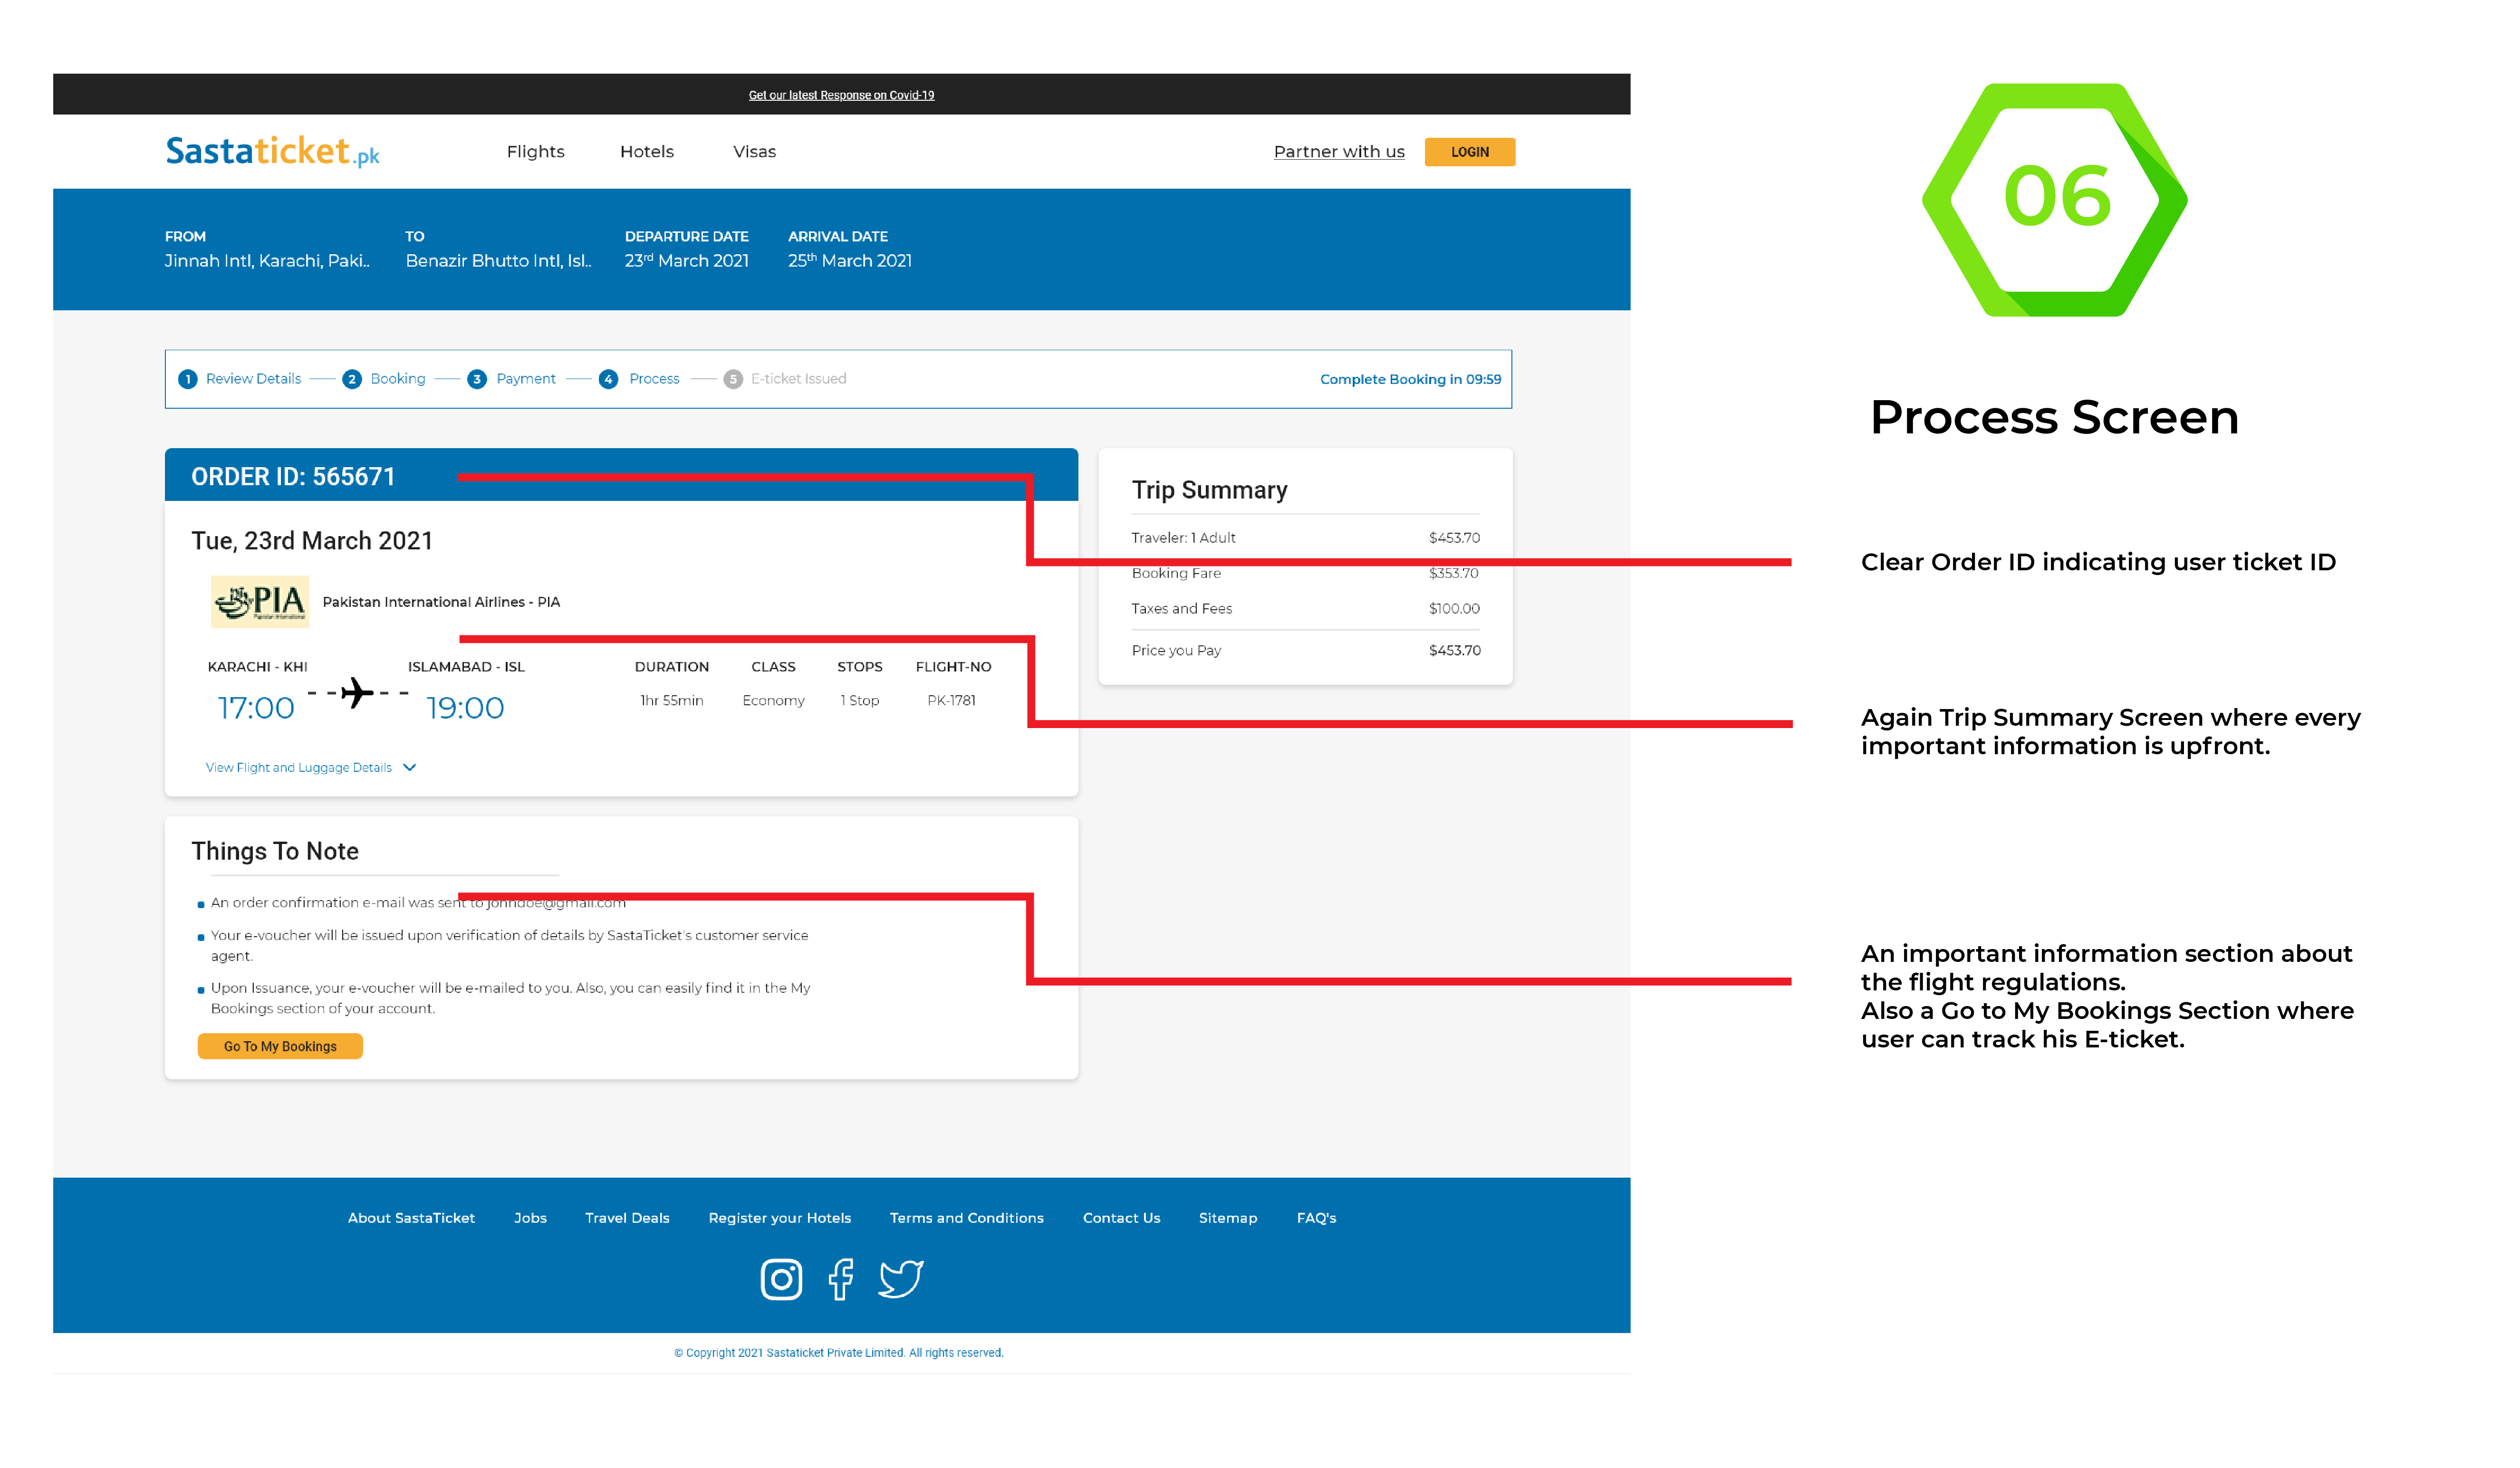 Get our latest Response on Covid-19
Sastaticket.pk
Flights
Hotels
Visas
Partner with us
LOGIN
FROM
TO
DEPARTURE DATE
ARRIVAL DATE
Jinnah Intl, Karachi, Paki..
Benazir Bhutto Intl, Isl..
23rd March 2021
25th March 2021
1 Review Details
2 Booking
3 Payment
4 Process
5 E-ticket Issued
Complete Booking in 09:59
ORDER ID: 565671
Tue, 23rd March 2021
PIA
Pakistan International
Pakistan International Airlines - PIA
KARACHI - KHI
ISLAMABAD - ISL
DURATION
CLASS
STOPS
FLIGHT-NO
17:00
19:00
1hr 55min
Economy
1 Stop
PK-1781
View Flight and Luggage Details
Trip Summary
Traveler: 1 Adult
$453.70
Booking Fare
$353.70
Taxes and Fees
$100.00
Price you Pay
$453.70
Things To Note
An order confirmation e-mail was sent to johndoe@gmail.com
Your e-voucher will be issued upon verification of details by SastaTicket's customer service
agent.
Upon Issuance, your e-voucher will be e-mailed to you. Also, you can easily find it in the My
Bookings section of your account.
Go To My Bookings
About SastaTicket
Jobs
Travel Deals
Register your Hotels
Terms and Conditions
Contact Us
Sitemap
FAQ's
© Copyright 2021 Sastaticket Private Limited. All rights reserved.
06
Process Screen
Clear Order ID indicating user ticket ID
Again Trip Summary Screen where every
important information is upfront.
An important information section about
the flight regulations.
Also a Go to My Bookings Section where
user can track his E-ticket.